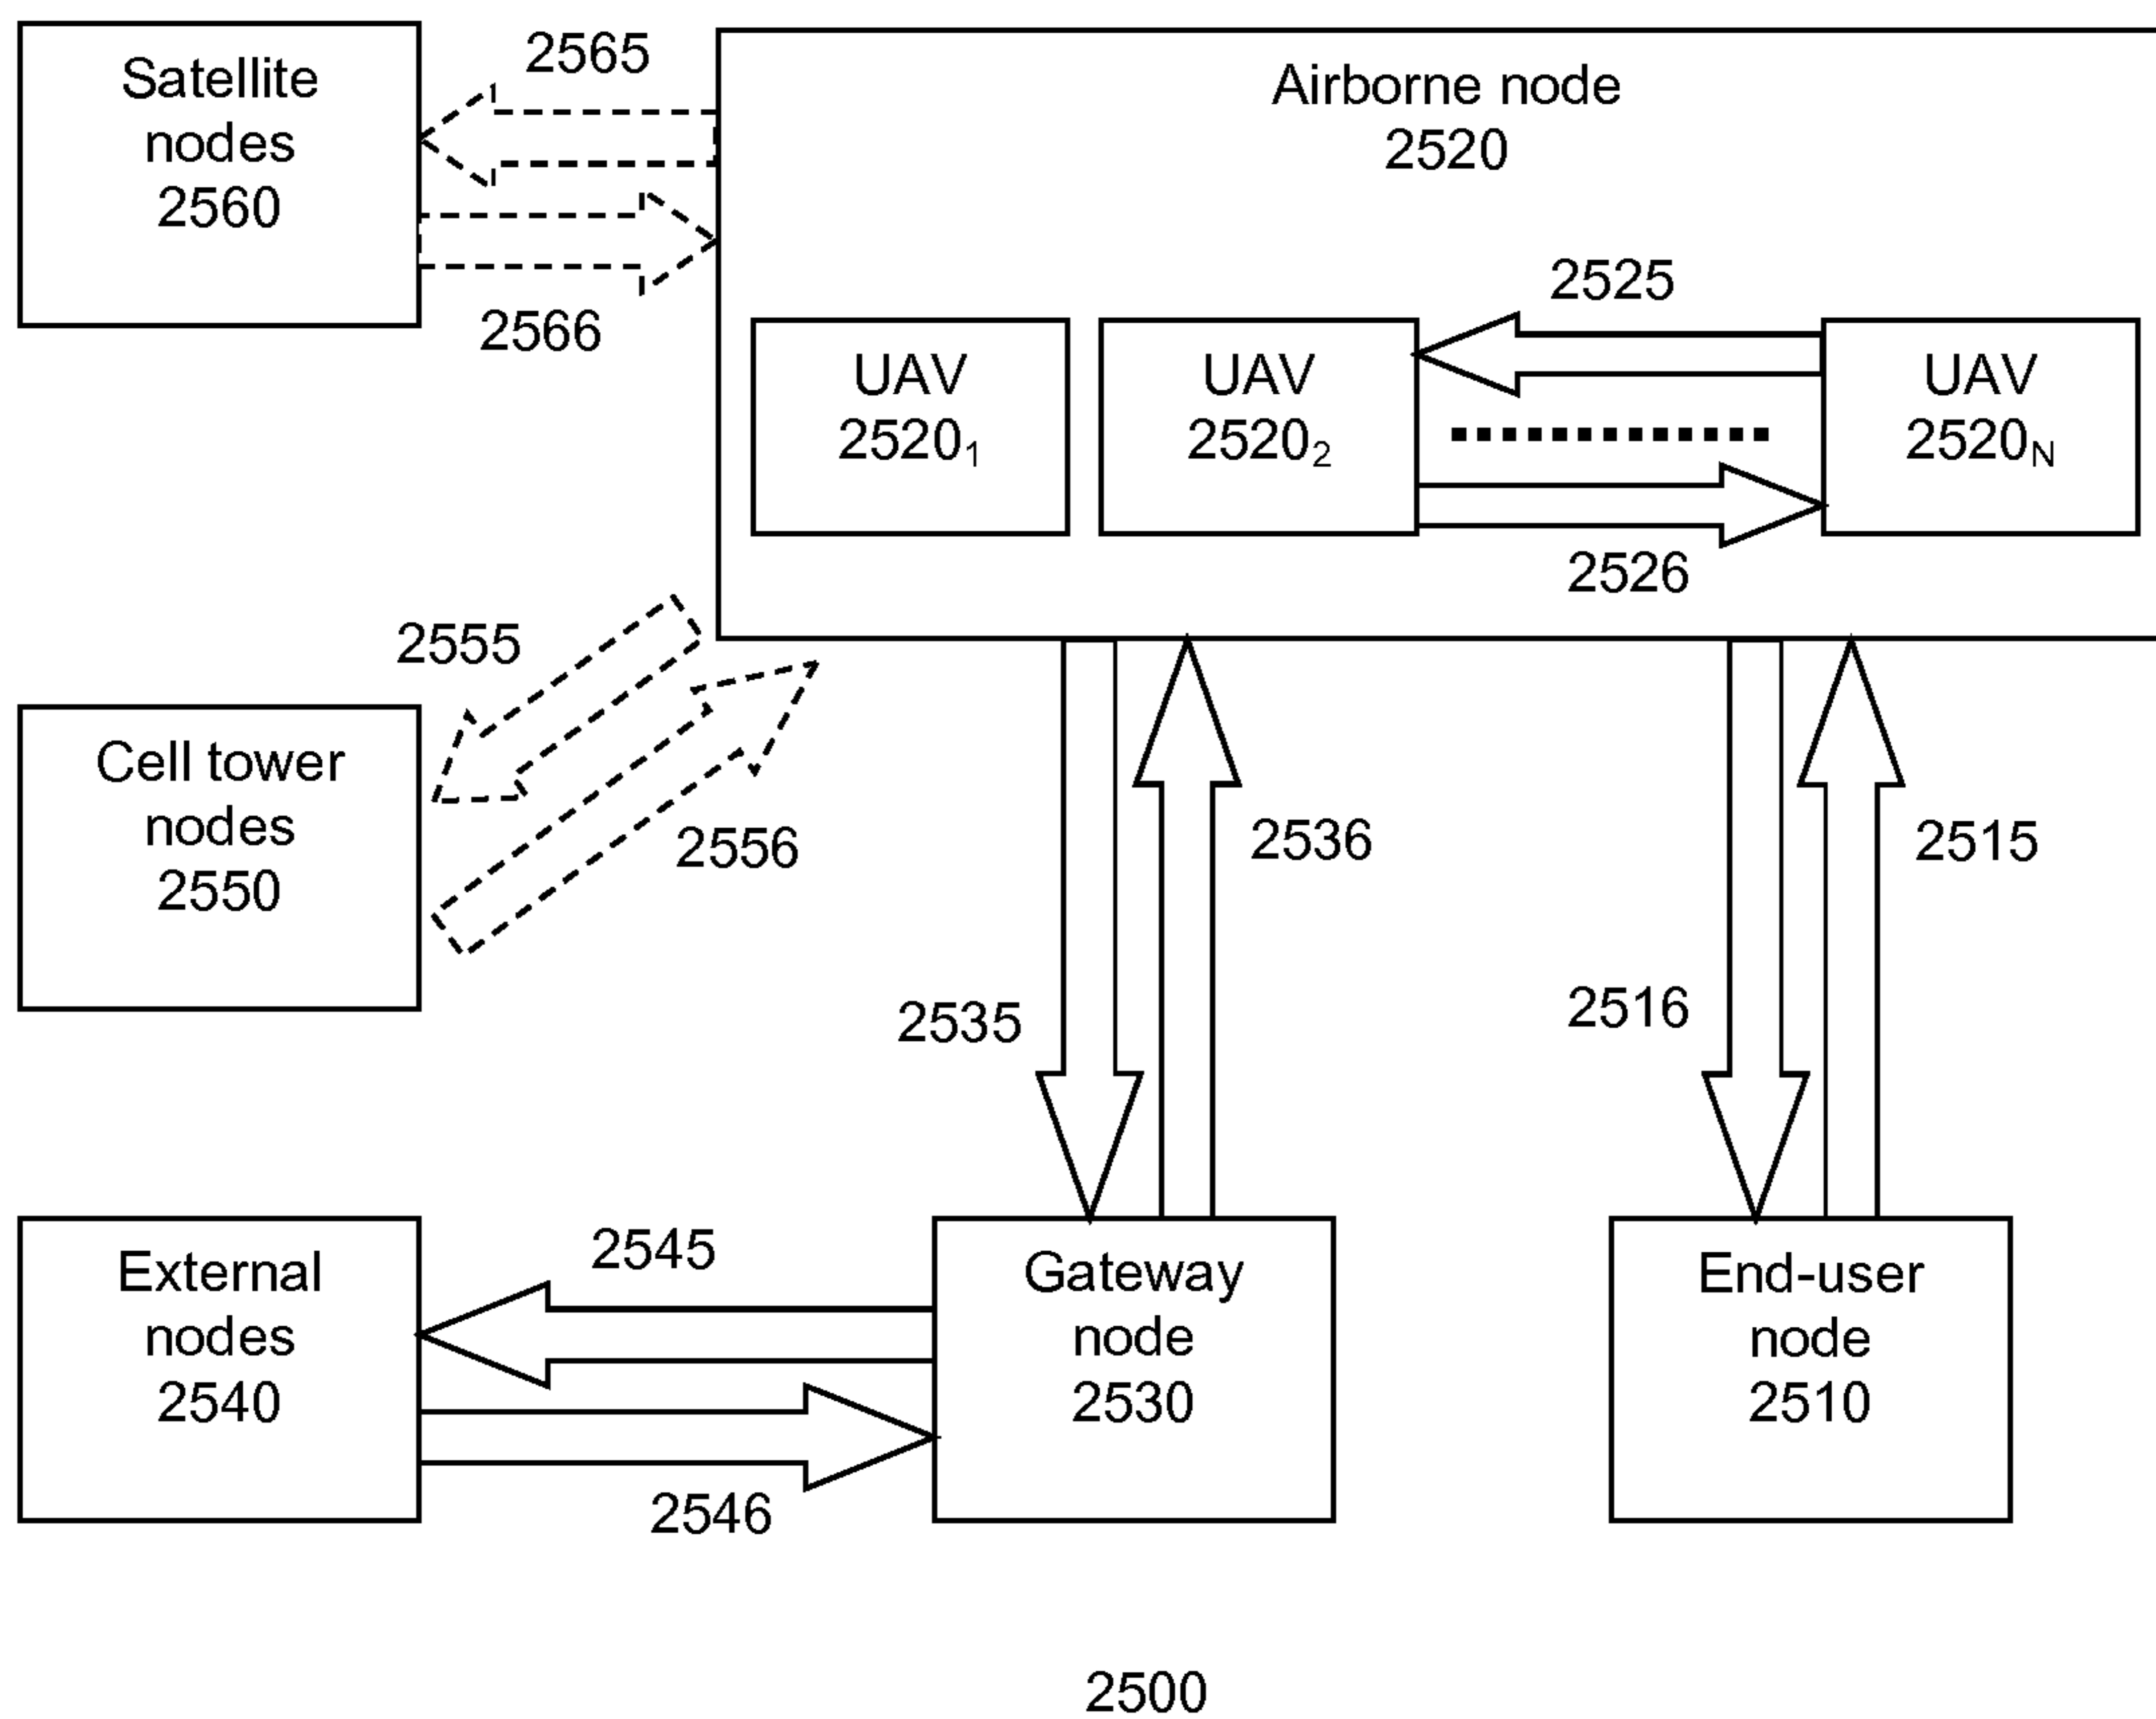 Satellite
nodes
2560
2565
2566
Airborne node
2520
UAV
2520₁
UAV
2520₂
2525
2526
UAV
2520N
2555
2556
Cell tower
nodes
2550
2535
2536
2516
2515
External
nodes
2540
2545
2546
Gateway
node
2530
End-user
node
2510
2500